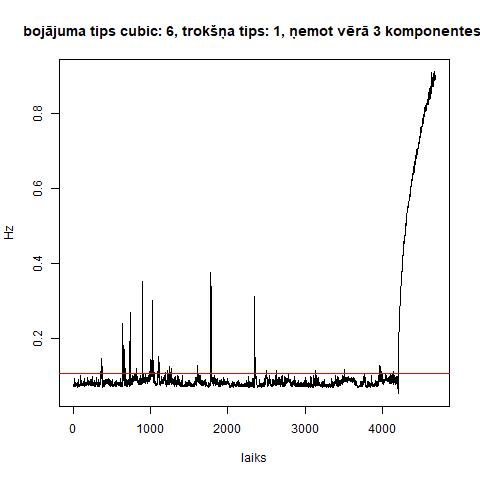 bojājuma tips cubic: 6, trokšņa tips: 1, ņemot vērā 3 komponentes
Hz
0.8
0.6
0.4
0.2
0 1000 2000 3000 4000
laiks